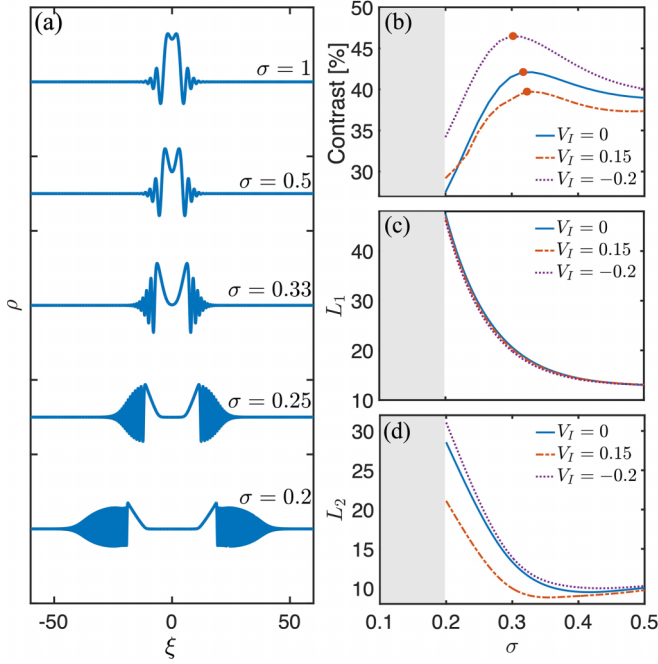 (a)
σ = 1
σ = 0.5
σ = 0.33
σ = 0.25
σ = 0.2
ρ
-50 0 50
ξ
(b)
Contrast [%]
50
45
40
35
30
V_I = 0
V_I = 0.15
V_I = −0.2
(c)
L_1
40
30
20
10
V_I = 0
V_I = 0.15
V_I = −0.2
(d)
L_2
30
25
20
15
10
V_I = 0
V_I = 0.15
V_I = −0.2
0.1 0.2 0.3 0.4 0.5
σ